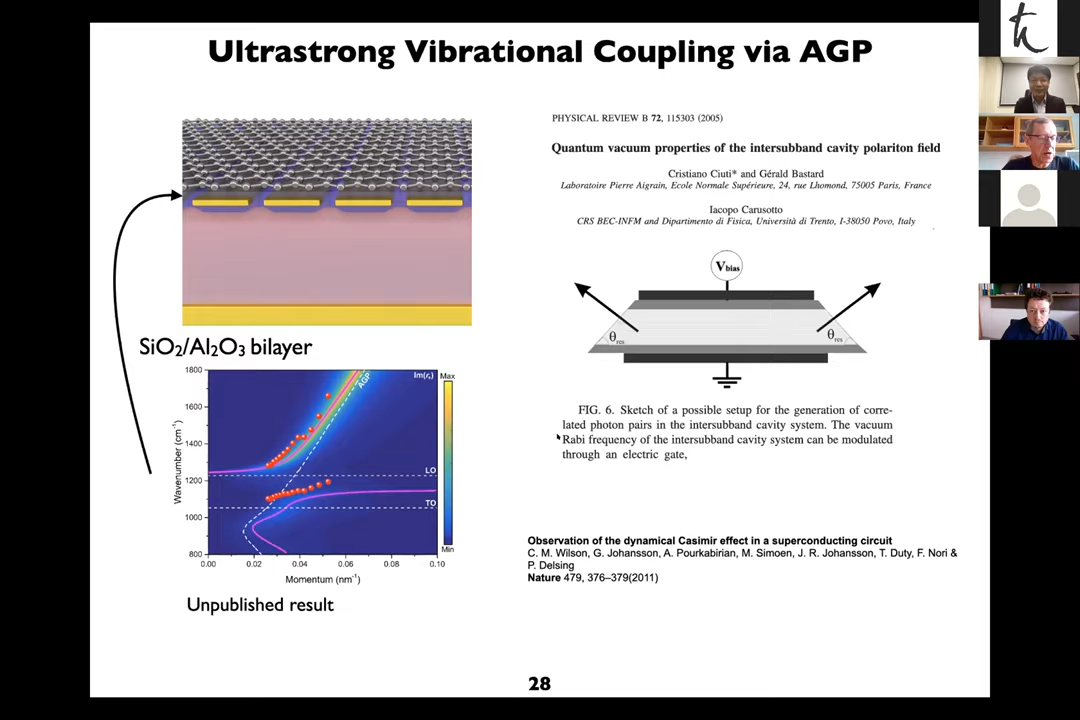 Ultrastrong Vibrational Coupling via AGP
SiO₂/Al₂O₃ bilayer
1800
1600
1400
1200
1000
800
Wavenumber (cm⁻¹)
0.00
0.02
0.04
0.06
0.08
0.10
Momentum (nm⁻¹)
AGP
Im(rₚ)
Max
Min
LO
TO
Unpublished result
PHYSICAL REVIEW B 72, 115303 (2005)
Quantum vacuum properties of the intersubband cavity polariton field
Cristiano Ciuti* and Gérald Bastard
Laboratoire Pierre Aigrain, Ecole Normale Supérieure, 24, rue Lhomond, 75005 Paris, France
Iacopo Carusotto
CRS BEC-INFM and Dipartimento di Fisica, Università di Trento, I-38050 Povo, Italy
Vbias
θres
θres
FIG. 6. Sketch of a possible setup for the generation of corre-
lated photon pairs in the intersubband cavity system. The vacuum
Rabi frequency of the intersubband cavity system can be modulated
through an electric gate,
Observation of the dynamical Casimir effect in a superconducting circuit
C. M. Wilson, G. Johansson, A. Pourkabirian, M. Simoen, J. R. Johansson, T. Duty, F. Nori &
P. Delsing
Nature 479, 376–379(2011)
28